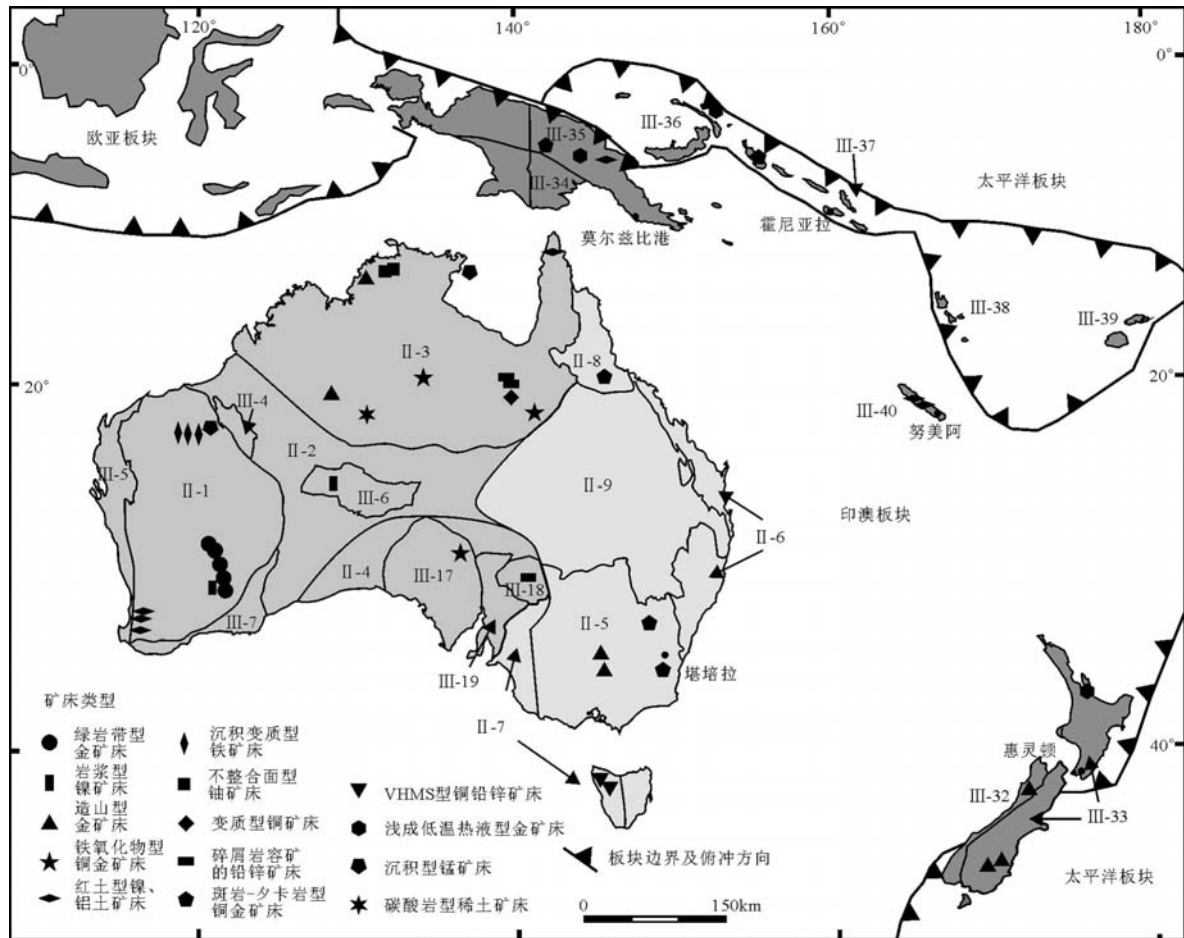 120°
140°
160°
180°
0°
0°
欧亚板块
III-35
III-36
III-37
III-34
太平洋板块
莫尔兹比港
霍尼亚拉
III-38
III-39
II-3
II-8
20°
20°
III-4
III-40
努美阿
II-2
III-5
II-1
III-6
II-9
印澳板块
II-6
II-4
III-17
III-18
III-7
II-5
III-19
堪培拉
II-7
惠灵顿
40°
III-32
III-33
太平洋板块
矿床类型
绿岩带型
金矿床
岩浆型
镍矿床
造山型
金矿床
铁氧化物型
铜金矿床
红土型镍、
铝土矿床
沉积变质型
铁矿床
不整合面型
铀矿床
变质型铜矿床
碎屑岩容矿
的铅锌矿床
斑岩-夕卡岩型
铜金矿床
VHMS型铜铅锌矿床
浅成低温热液型金矿床
沉积型锰矿床
碳酸岩型稀土矿床
板块边界及俯冲方向
0
150km